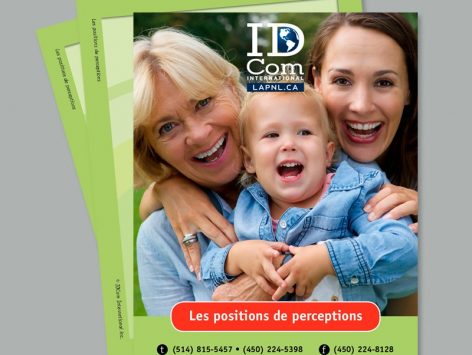 Les positions de perceptions
Les positions de perceptions
© IDCom International inc.
ID
Com
INTERNATIONAL
LAPNL.CA
Les positions de perceptions
t (514) 815-5457 • (450) 224-5398
f (450) 224-8128